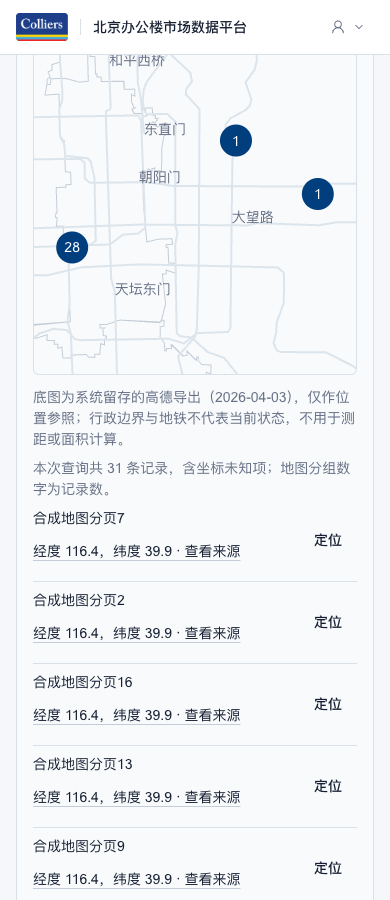 Colliers
北京办公楼市场数据平台
和平西桥
东直门
1
朝阳门
1
大望路
28
天坛东门
底图为系统留存的高德导出（2026-04-03），仅作位
置参照；行政边界与地铁不代表当前状态，不用于测
距或面积计算。
本次查询共 31 条记录，含坐标未知项；地图分组数
字为记录数。
合成地图分页7
经度 116.4，纬度 39.9 · 查看来源
定位
合成地图分页2
经度 116.4，纬度 39.9 · 查看来源
定位
合成地图分页16
经度 116.4，纬度 39.9 · 查看来源
定位
合成地图分页13
经度 116.4，纬度 39.9 · 查看来源
定位
合成地图分页9
经度 116.4，纬度 39.9 · 查看来源
定位